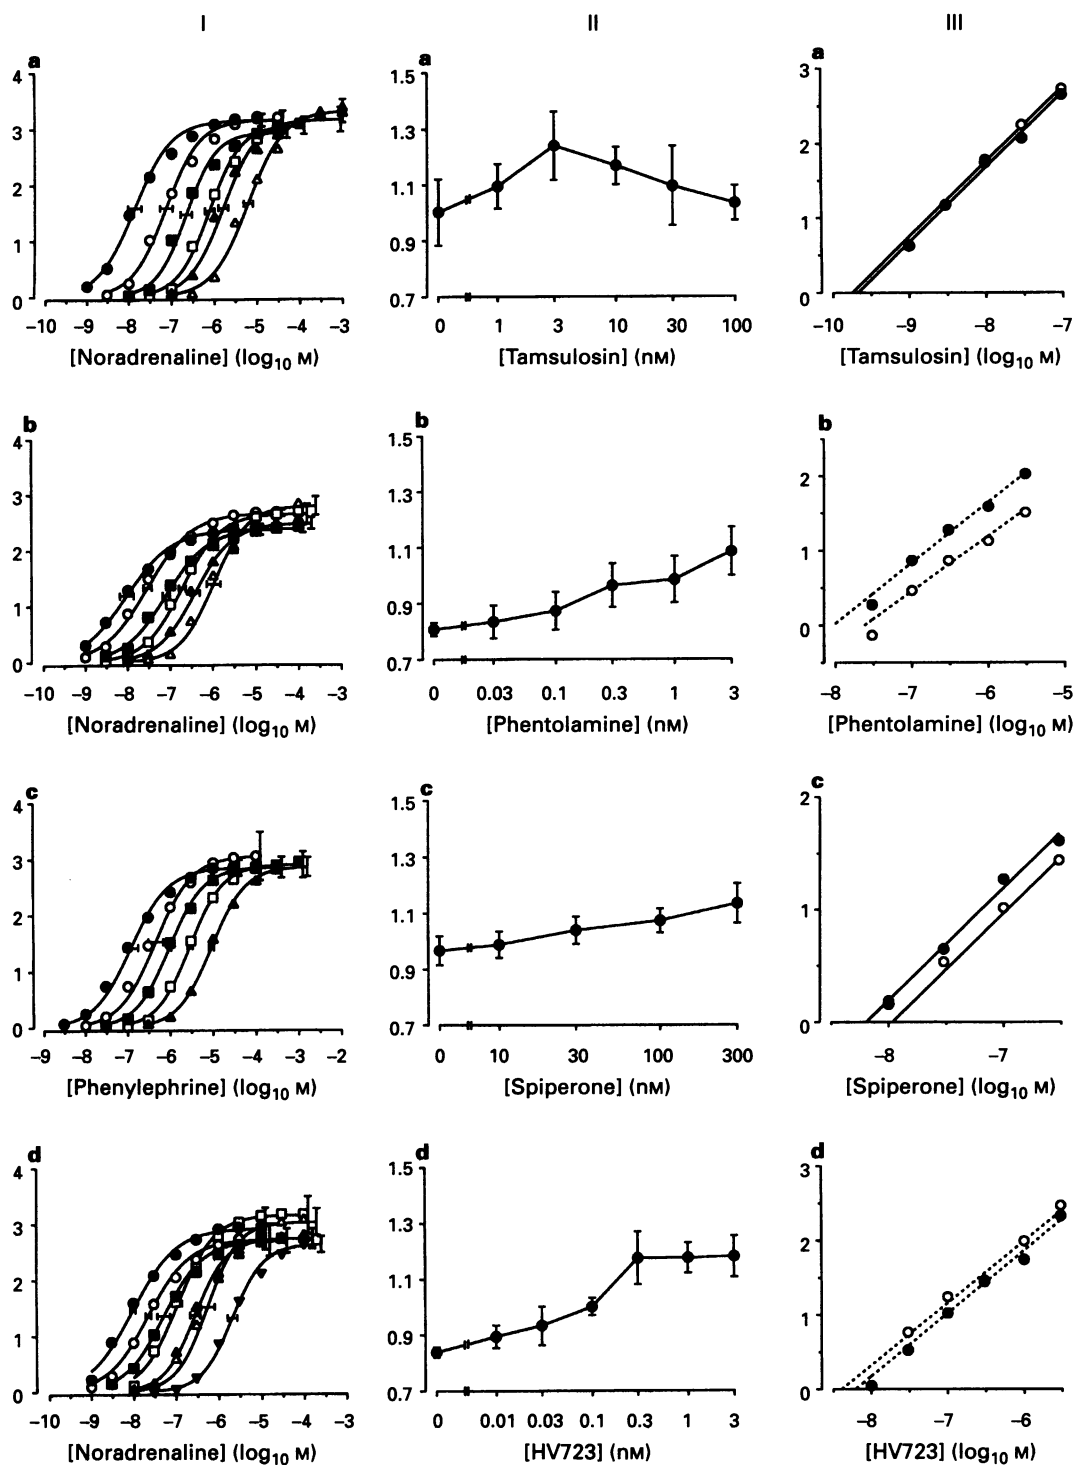 I II III
a a a
4 1.5 3
3 1.3 2
2 1.1 1
1 0.9
0 0.7 0
−10 −9 −8 −7 −6 −5 −4 −3 0 1 3 10 30 100 −10 −9 −8 −7
[Noradrenaline] (log10 M) [Tamsulosin] (nM) [Tamsulosin] (log10 M)
b b b
4 1.5
3 1.3 2
2 1.1 1
1 0.9 0
0 0.7
−10 −9 −8 −7 −6 −5 −4 −3 0 0.03 0.1 0.3 1 3 −8 −7 −6 −5
[Noradrenaline] (log10 M) [Phentolamine] (nM) [Phentolamine] (log10 M)
c c c
4 1.5 2
3 1.3
2 1.1 1
1 0.9
0 0.7 0
−9 −8 −7 −6 −5 −4 −3 −2 0 10 30 100 300 −8 −7
[Phenylephrine] (log10 M) [Spiperone] (nM) [Spiperone] (log10 M)
d d d
4 1.5 3
3 1.3 2
2 1.1 1
1 0.9
0 0.7 0
−10 −9 −8 −7 −6 −5 −4 −3 0 0.01 0.03 0.1 0.3 1 3 −8 −7 −6
[Noradrenaline] (log10 M) [HV723] (nM) [HV723] (log10 M)